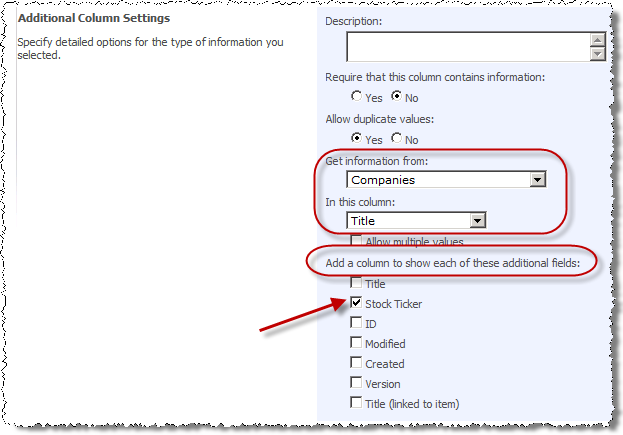 Additional Column Settings
Specify detailed options for the type of information you
selected.
Description:
Require that this column contains information:
Yes No
Allow duplicate values:
Yes No
Get information from:
Companies
In this column:
Title
Allow multiple values
Add a column to show each of these additional fields:
Title
Stock Ticker
ID
Modified
Created
Version
Title (linked to item)